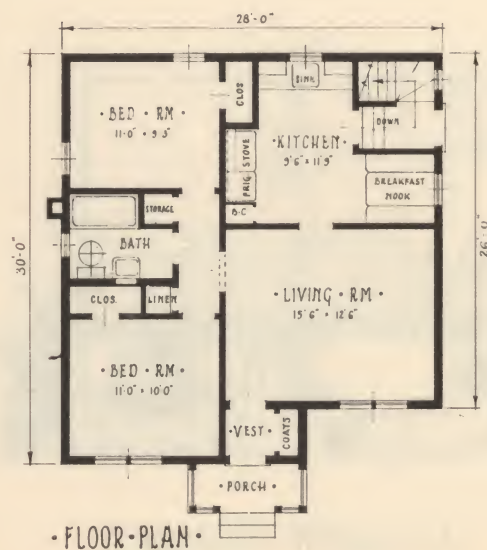 28'-0"
BED · RM
11'-0" × 9'-3"
CLOS.
SINK
KITCHEN
9'6" × 11'9"
DOWN
STOVE
FRIG
B·C
BREAKFAST
NOOK
STORAGE
BATH
30'-0"
26'-0"
CLOS.
LINEN
LIVING · RM
15'6" × 12'6"
· BED · RM ·
11'0" × 10'0"
· VEST ·
COATS
· PORCH ·
· FLOOR · PLAN ·